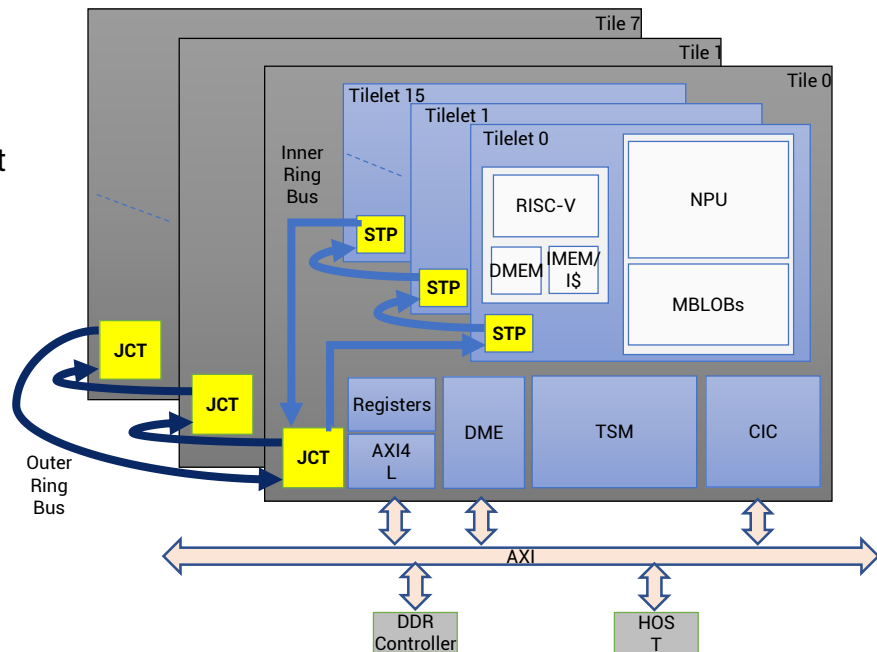 Tile 7
Tile 1
Tile 0
Tilelet 15
Tilelet 1
Tilelet 0
t
Inner
Ring
Bus
RISC-V
NPU
STP
DMEM
IMEM/
I$
STP
MBLOBs
STP
JCT
JCT
Registers
DME
TSM
CIC
JCT
AXI4
L
Outer
Ring
Bus
AXI
DDR
Controller
HOS
T